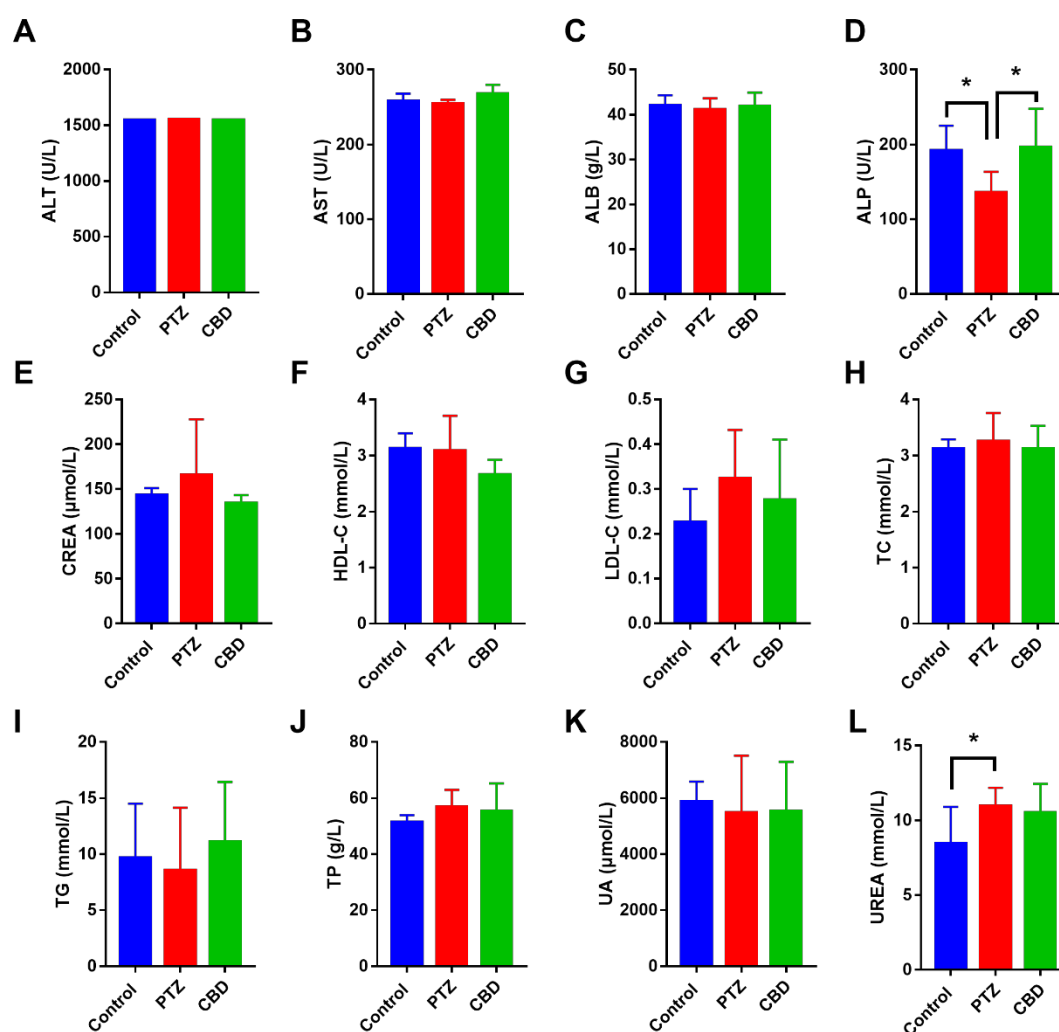 A
ALT (U/L)
2000
1500
1000
500
0
Control
PTZ
CBD
B
AST (U/L)
300
200
100
0
Control
PTZ
CBD
C
ALB (g/L)
50
40
30
20
10
0
Control
PTZ
CBD
D
ALP (U/L)
300
200
100
0
*
*
Control
PTZ
CBD
E
CREA (μmol/L)
250
200
150
100
50
0
Control
PTZ
CBD
F
HDL-C (mmol/L)
4
3
2
1
0
Control
PTZ
CBD
G
LDL-C (mmol/L)
0.5
0.4
0.3
0.2
0.1
0.0
Control
PTZ
CBD
H
TC (mmol/L)
4
3
2
1
0
Control
PTZ
CBD
I
TG (mmol/L)
20
15
10
5
0
Control
PTZ
CBD
J
TP (g/L)
80
60
40
20
0
Control
PTZ
CBD
K
UA (μmol/L)
8000
6000
4000
2000
0
Control
PTZ
CBD
L
UREA (mmol/L)
15
10
5
0
*
Control
PTZ
CBD